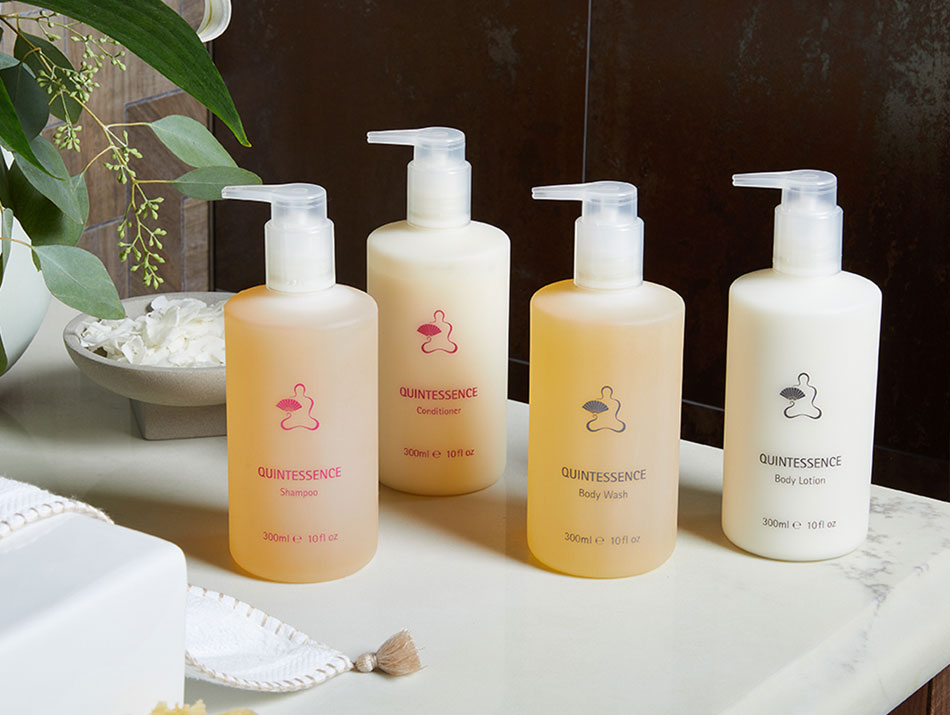 QUINTESSENCE
Shampoo
300ml ℮ 10 fl oz
QUINTESSENCE
Conditioner
300ml ℮ 10 fl oz
QUINTESSENCE
Body Wash
300ml ℮ 10 fl oz
QUINTESSENCE
Body Lotion
300ml ℮ 10 fl oz